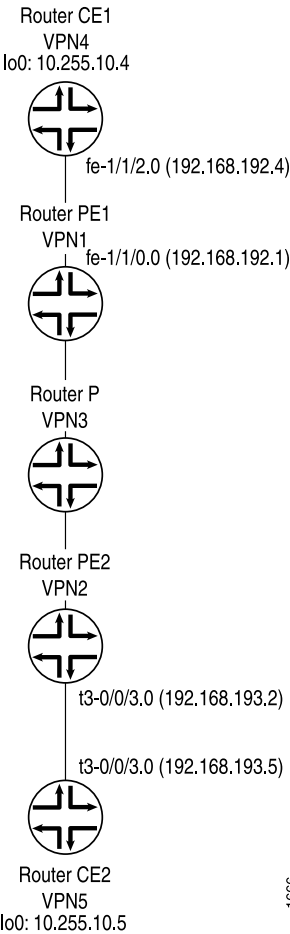 Router CE1
VPN4
lo0: 10.255.10.4
fe-1/1/2.0 (192.168.192.4)
Router PE1
VPN1
fe-1/1/0.0 (192.168.192.1)
Router P
VPN3
Router PE2
VPN2
t3-0/0/3.0 (192.168.193.2)
t3-0/0/3.0 (192.168.193.5)
Router CE2
VPN5
lo0: 10.255.10.5